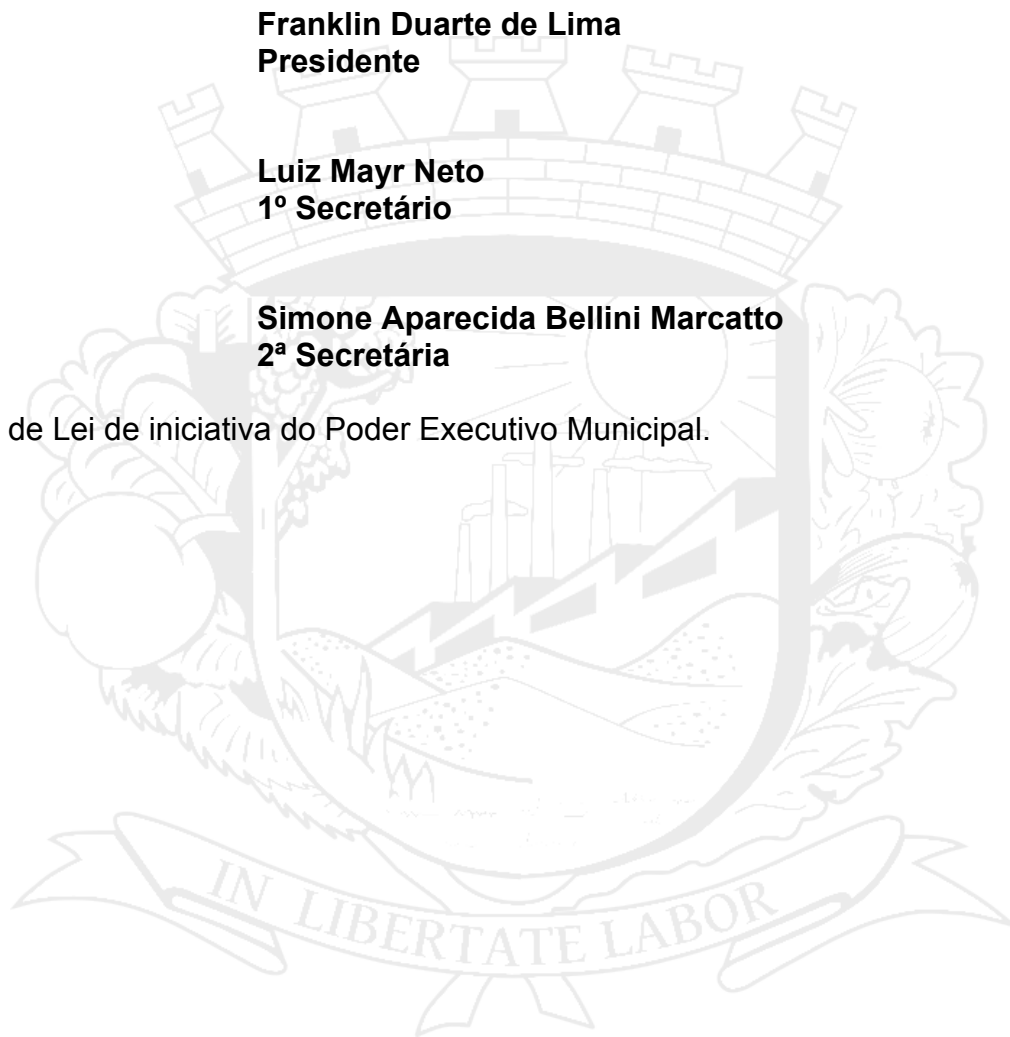 Franklin Duarte de Lima
Presidente
Luiz Mayr Neto
1º Secretário
Simone Aparecida Bellini Marcatto
2ª Secretária
de Lei de iniciativa do Poder Executivo Municipal.
IN LIBERTATE LABOR